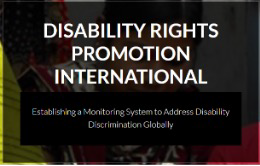 DISABILITY RIGHTS
PROMOTION
INTERNATIONAL
Establishing a Monitoring System to Address Disability
Discrimination Globally